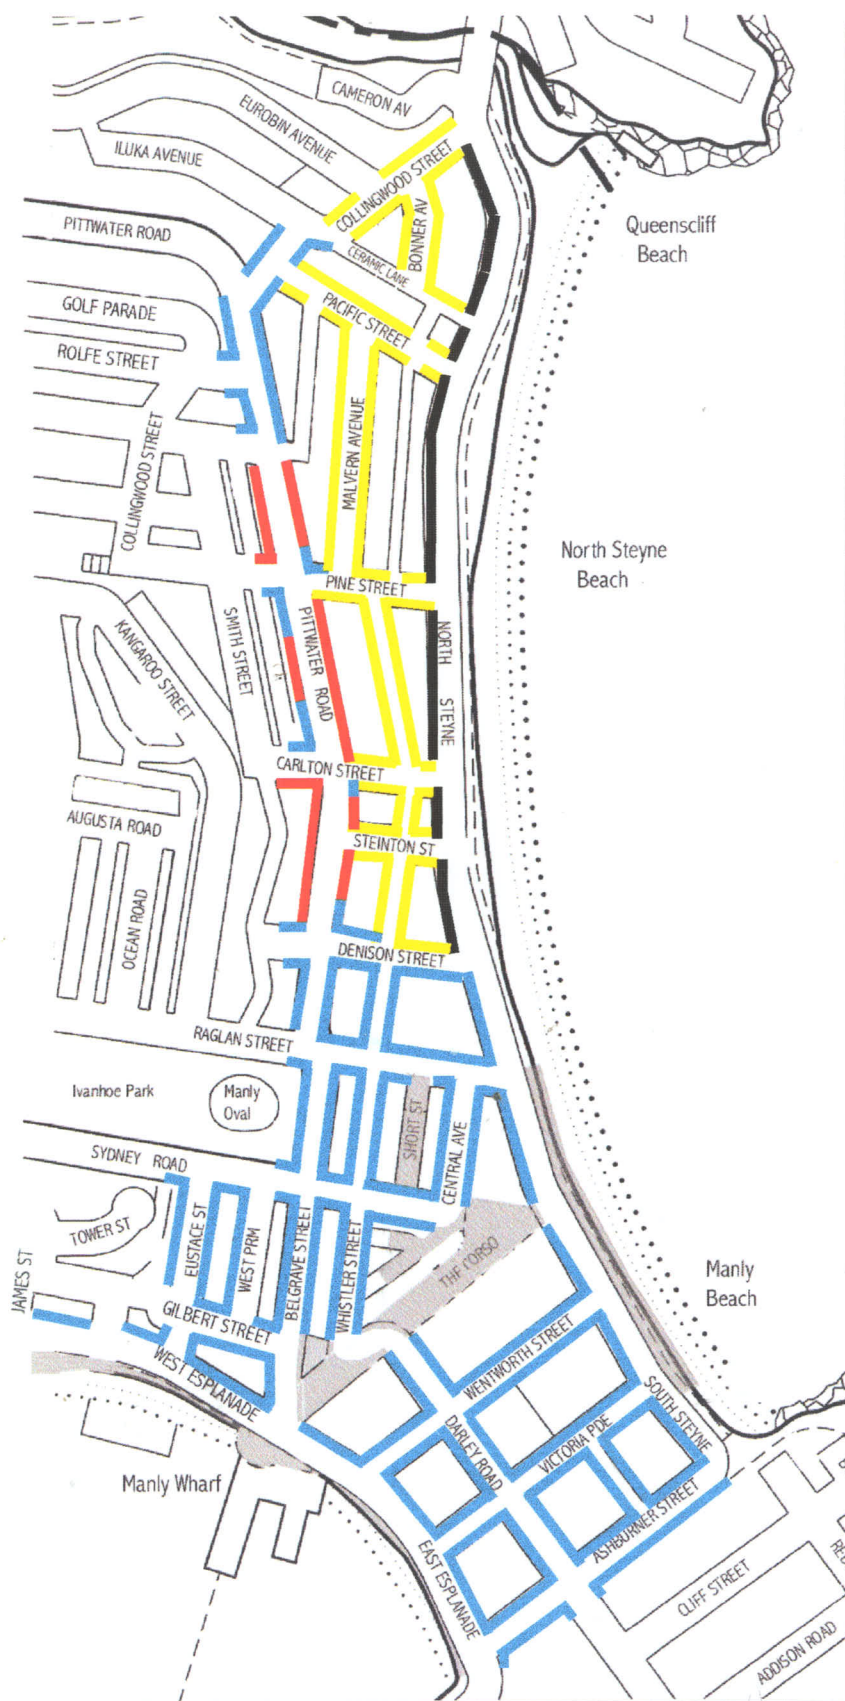 CAMERON AV
EUROBIN AVENUE
ILUKA AVENUE
COLLINGWOOD STREET
BONNER AV
PITTWATER ROAD
Queenscliff
Beach
CERAMIC LANE
GOLF PARADE
PACIFIC STREET
ROLFE STREET
COLLINGWOOD STREET
MALVERN AVENUE
North Steyne
Beach
PINE STREET
KANGAROO STREET
SMITH STREET
PITTWATER ROAD
NORTH STEYNE
CARLTON STREET
AUGUSTA ROAD
STEINTON ST
OCEAN ROAD
DENISON STREET
RAGLAN STREET
Ivanhoe Park
Manly
Oval
SHORT ST
CENTRAL AVE
SYDNEY ROAD
TOWER ST
EUSTACE ST
WEST PRM
BELGRAVE STREET
WHISTLER STREET
THE CORSO
JAMES ST
GILBERT STREET
Manly
Beach
WEST ESPLANADE
WENTWORTH STREET
SOUTH STEYNE
DARLEY ROAD
VICTORIA PDE
Manly Wharf
ASHBURNER STREET
EAST ESPLANADE
CLIFF STREET
ADDISON ROAD